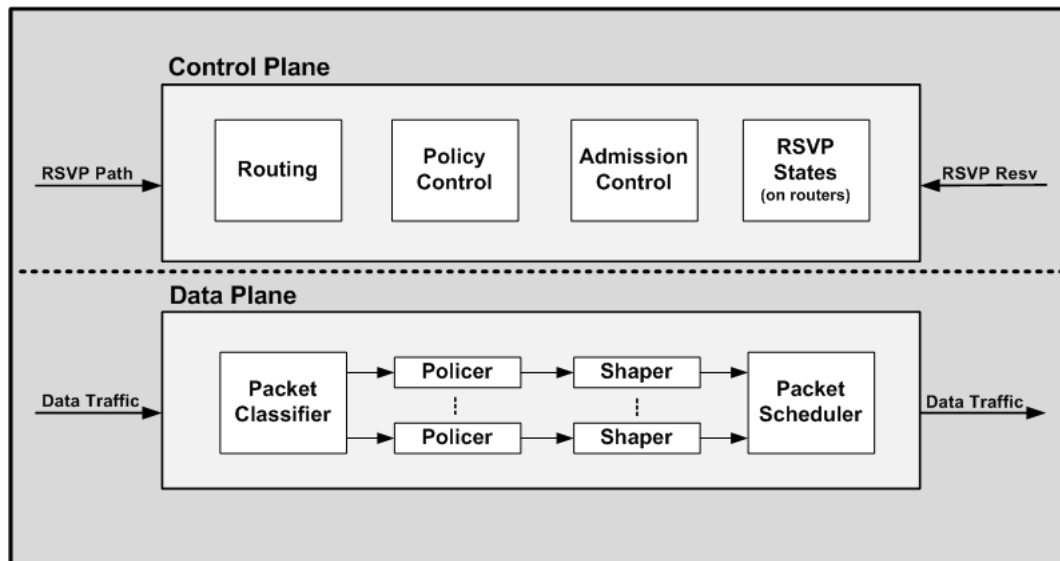 Control Plane
RSVP Path
Routing
Policy
Control
Admission
Control
RSVP
States
(on routers)
RSVP Resv
Data Plane
Data Traffic
Packet
Classifier
Policer
Shaper
Policer
Shaper
Packet
Scheduler
Data Traffic